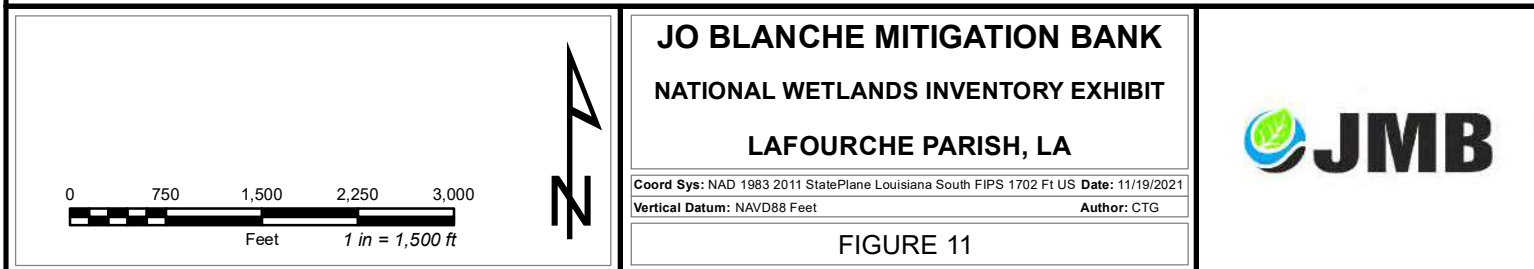 0 750 1,500 2,250 3,000
Feet 1 in = 1,500 ft
N
JO BLANCHE MITIGATION BANK
NATIONAL WETLANDS INVENTORY EXHIBIT
LAFOURCHE PARISH, LA
Coord Sys: NAD 1983 2011 StatePlane Louisiana South FIPS 1702 Ft US Date: 11/19/2021
Vertical Datum: NAVD88 Feet Author: CTG
FIGURE 11
JMB